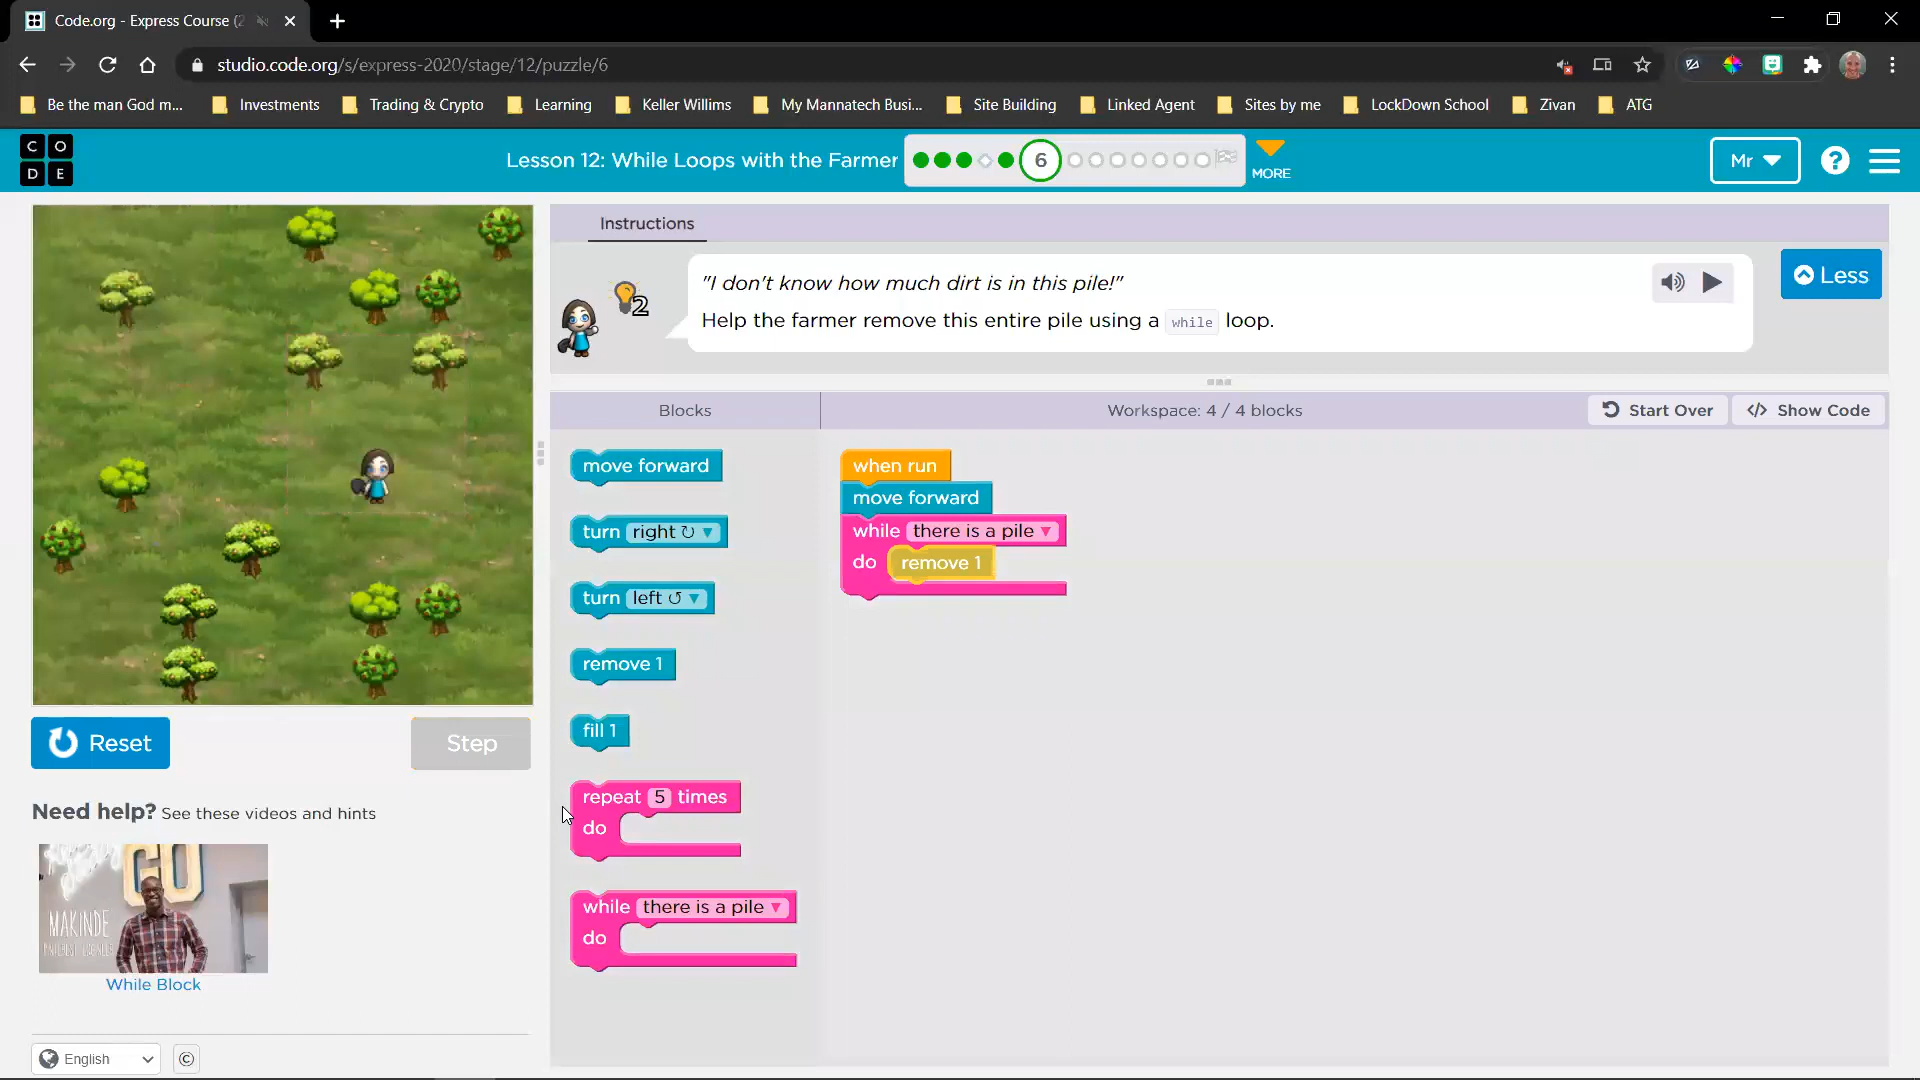 Code.org - Express Course (2
studio.code.org/s/express-2020/stage/12/puzzle/6
Be the man God m...
Investments
Trading & Crypto
Learning
Keller Willims
My Mannatech Busi...
Site Building
Linked Agent
Sites by me
LockDown School
Zivan
ATG
C O
D E
Lesson 12: While Loops with the Farmer
6
MORE
Mr
?
Instructions
2
"I don't know how much dirt is in this pile!"
Help the farmer remove this entire pile using a while loop.
Less
Blocks
Workspace: 4 / 4 blocks
Start Over
</> Show Code
move forward
turn right ↻
turn left ↺
remove 1
fill 1
repeat 5 times
do
while there is a pile
do
when run
move forward
while there is a pile
do remove 1
Reset
Step
Need help? See these videos and hints
GO
MAKINDE
While Block
English
©